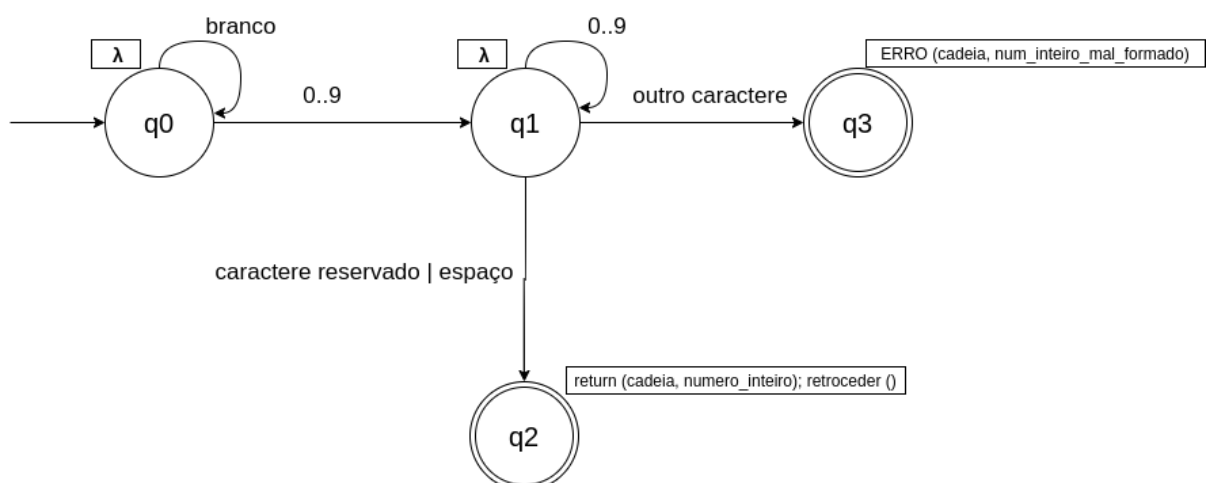 branco
0..9
λ
λ
ERRO (cadeia, num_inteiro_mal_formado)
0..9
outro caractere
q0
q1
q3
caractere reservado | espaço
return (cadeia, numero_inteiro); retroceder ()
q2